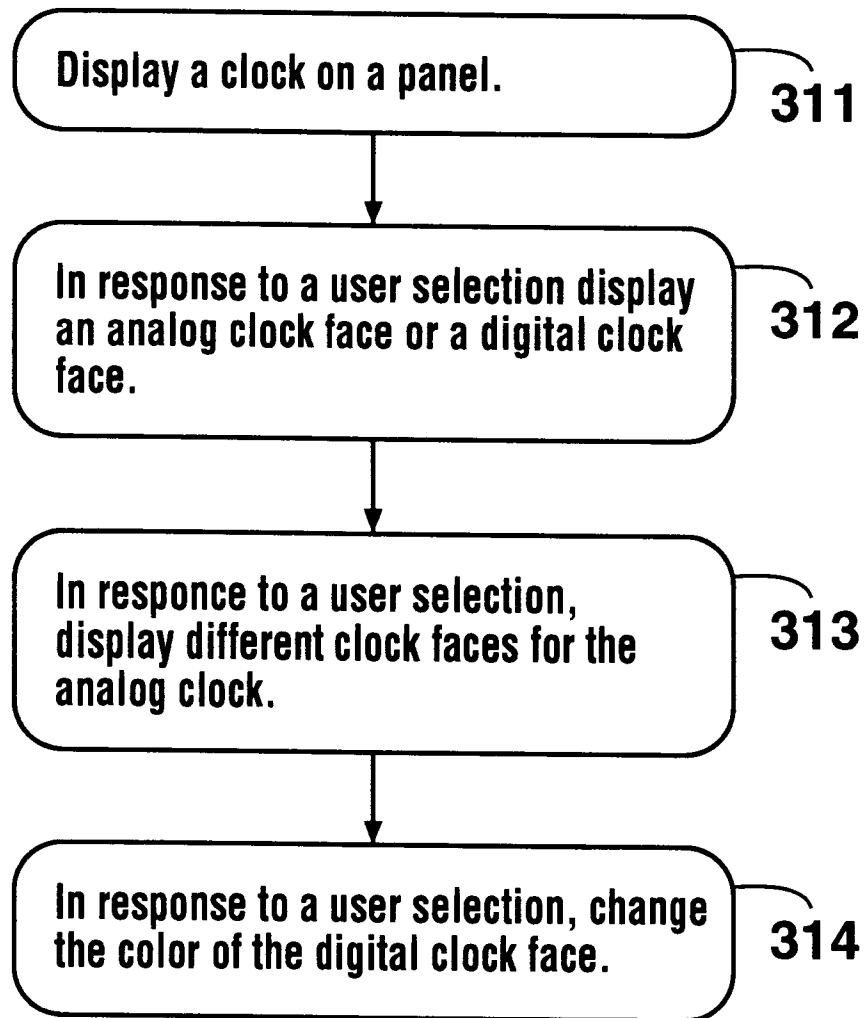 Display a clock on a panel.
311
In response to a user selection display
an analog clock face or a digital clock
face.
312
In responce to a user selection,
display different clock faces for the
analog clock.
313
In response to a user selection, change
the color of the digital clock face.
314